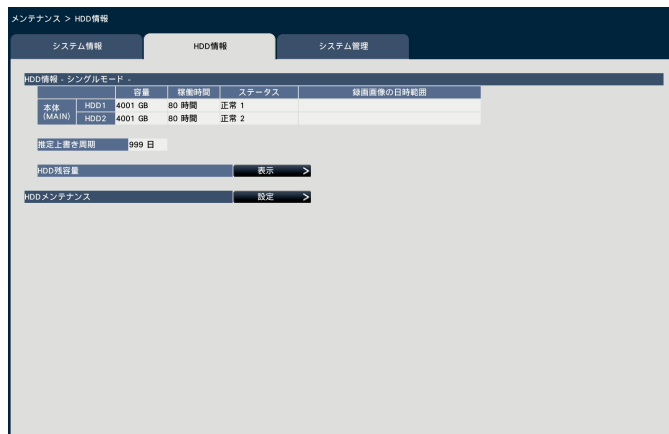 メンテナンス > HDD情報
システム情報 HDD情報 システム管理
HDD情報 - シングルモード -
容量 稼働時間 ステータス 録画画像の日時範囲
本体 HDD1 4001 GB 80 時間 正常 1
(MAIN) HDD2 4001 GB 80 時間 正常 2
推定上書き周期 999 日
HDD残容量 表示 >
HDDメンテナンス 設定 >